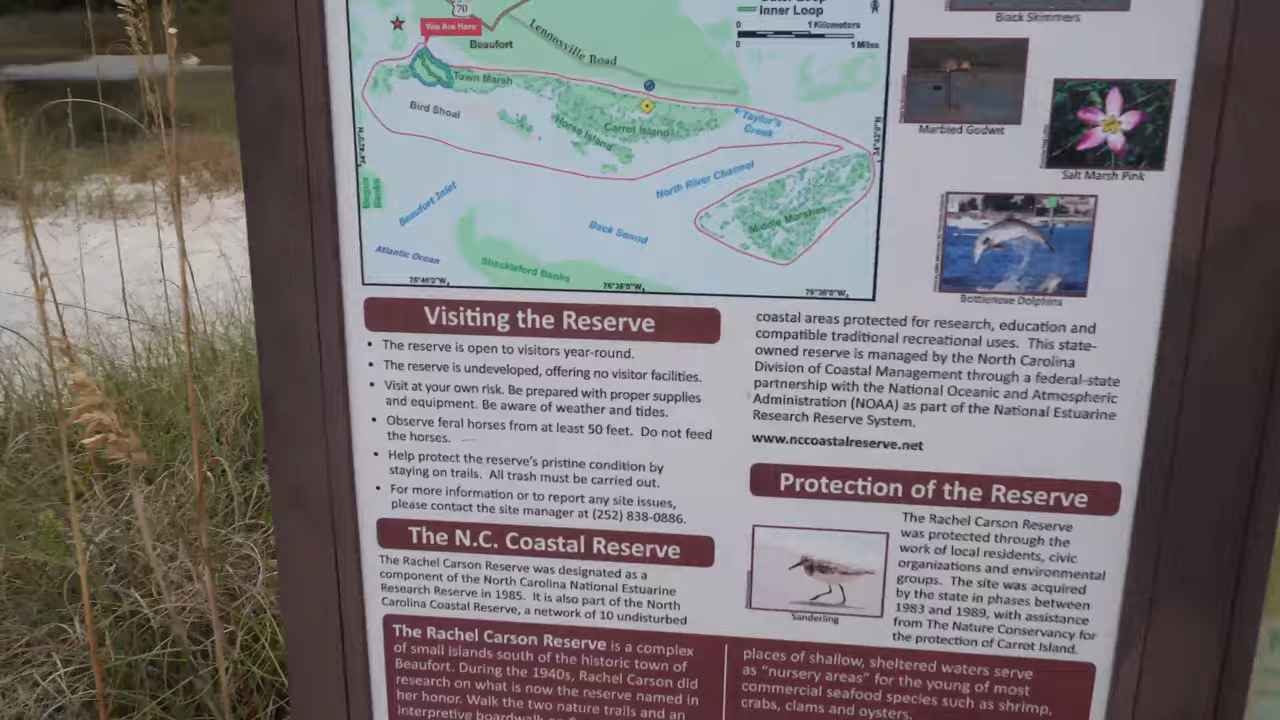 70
You Are Here
Beaufort
Lennoxville Road
Inner Loop
0 1 Kilometers
0 1 Miles
Town Marsh
Bird Shoal
Horse Island
Carrot Island
Taylor's
Creek
North River Channel
Middle Marshes
Beaufort Inlet
Back Sound
Atlantic Ocean
Shackleford Banks
Black Skimmers
Marbled Godwit
Salt Marsh Pink
Bottlenose Dolphins
Visiting the Reserve
• The reserve is open to visitors year-round.
• The reserve is undeveloped, offering no visitor facilities.
• Visit at your own risk. Be prepared with proper supplies
and equipment. Be aware of weather and tides.
• Observe feral horses from at least 50 feet. Do not feed
the horses.
• Help protect the reserve's pristine condition by
staying on trails. All trash must be carried out.
• For more information or to report any site issues,
please contact the site manager at (252) 838-0886.
The N.C. Coastal Reserve
The Rachel Carson Reserve was designated as a
component of the North Carolina National Estuarine
Research Reserve in 1985. It is also part of the North
Carolina Coastal Reserve, a network of 10 undisturbed
coastal areas protected for research, education and
compatible traditional recreational uses. This state-
owned reserve is managed by the North Carolina
Division of Coastal Management through a federal-state
partnership with the National Oceanic and Atmospheric
Administration (NOAA) as part of the National Estuarine
Research Reserve System.
www.nccoastalreserve.net
Protection of the Reserve
The Rachel Carson Reserve
was protected through the
work of local residents, civic
organizations and environmental
groups. The site was acquired
by the state in phases between
1983 and 1989, with assistance
from The Nature Conservancy for
the protection of Carrot Island.
Sanderling
The Rachel Carson Reserve is a complex
of small islands south of the historic town of
Beaufort. During the 1940s, Rachel Carson did
research on what is now the reserve named in
her honor. Walk the two nature trails and an
interpretive boardwalk
places of shallow, sheltered waters serve
as "nursery areas" for the young of most
commercial seafood species such as shrimp,
crabs, clams and oysters.